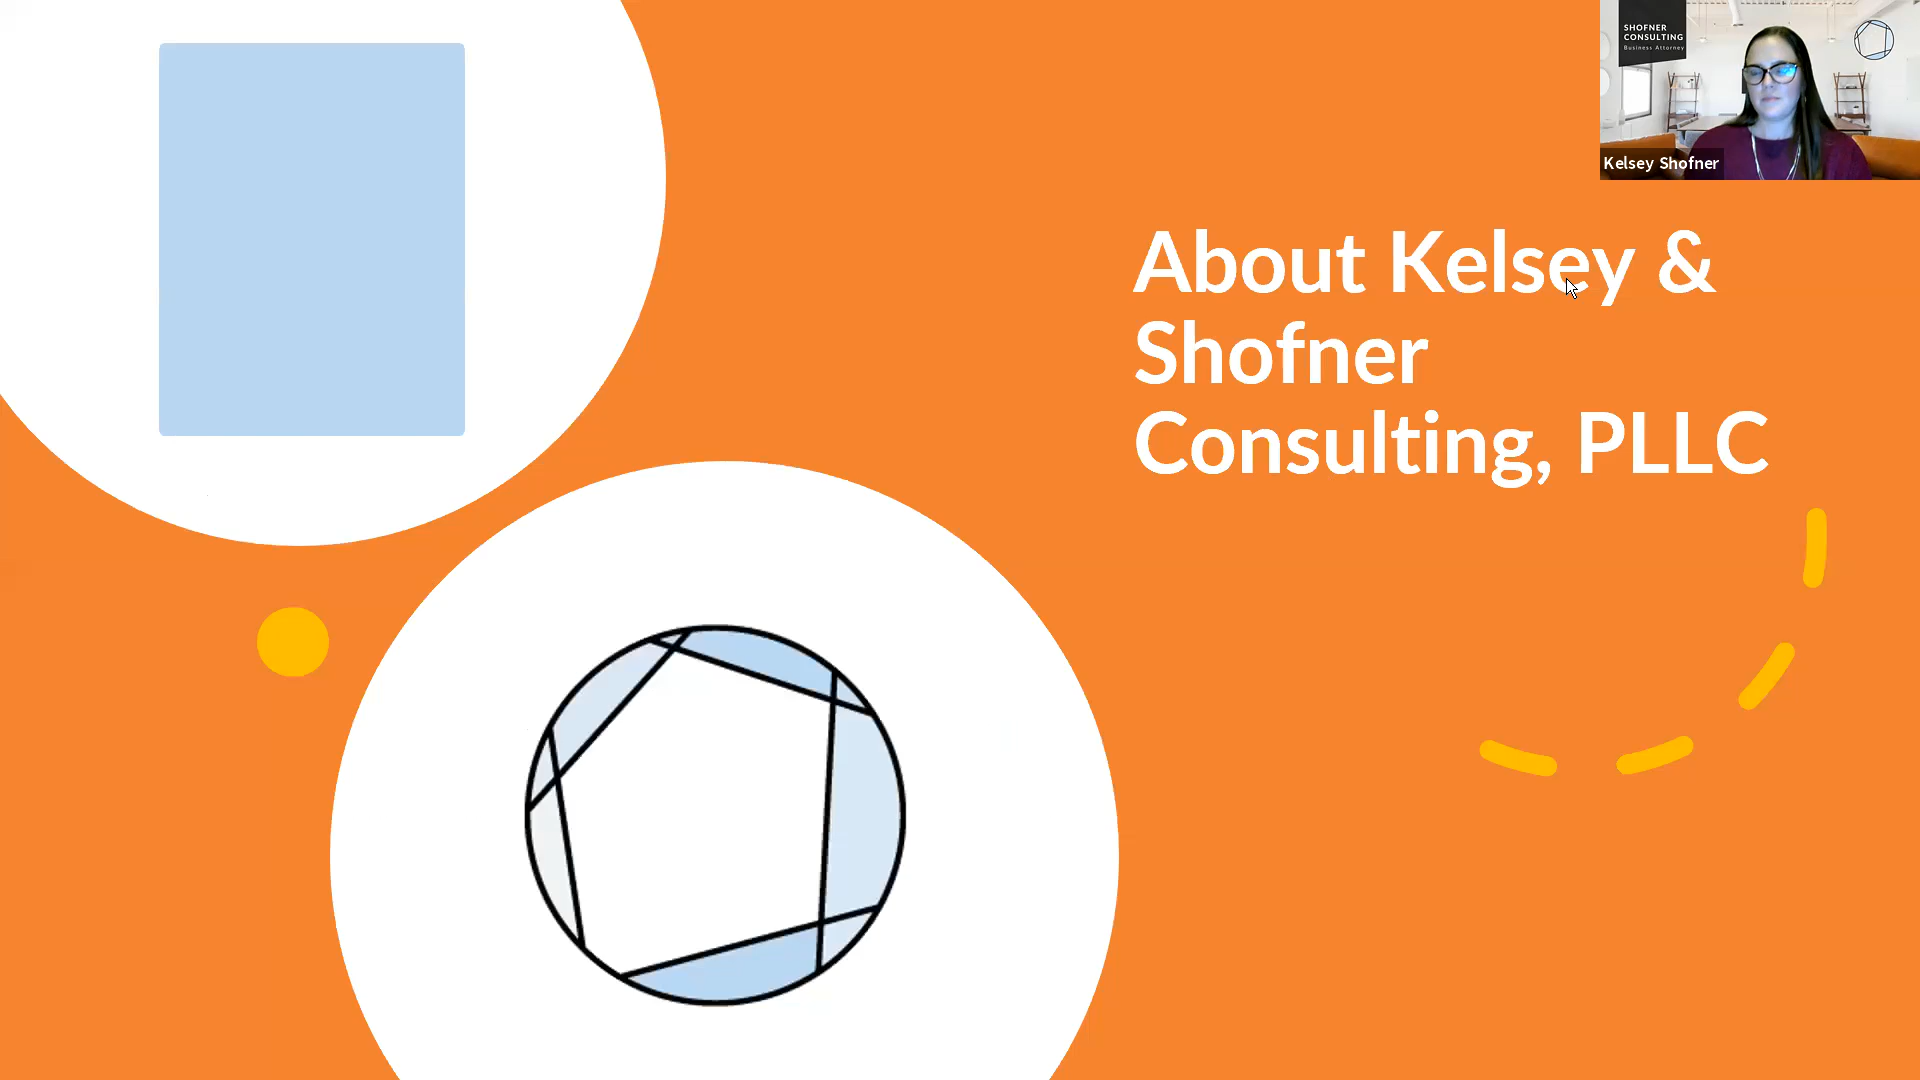 SHOFNER
CONSULTING
Business Attorney
Kelsey Shofner
About Kelsey &
Shofner
Consulting, PLLC